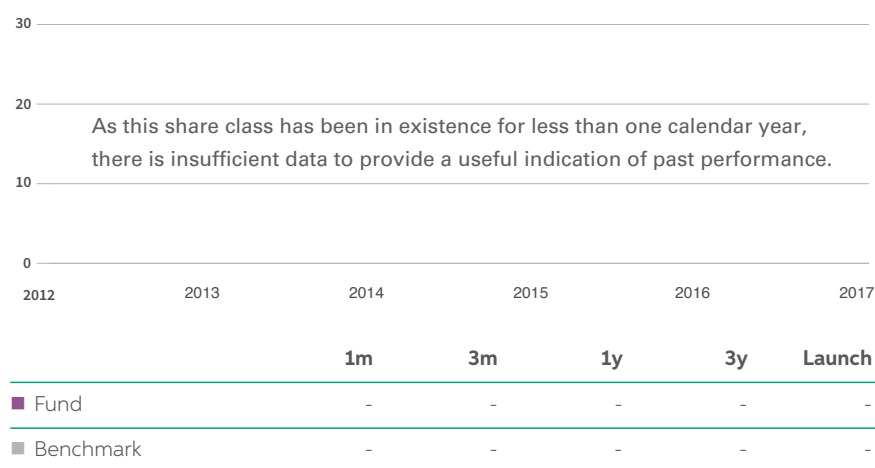 30
20
As this share class has been in existence for less than one calendar year,
there is insufficient data to provide a useful indication of past performance.
10
0
2012 2013 2014 2015 2016 2017
1m 3m 1y 3y Launch
Fund - - - - -
Benchmark - - - - -